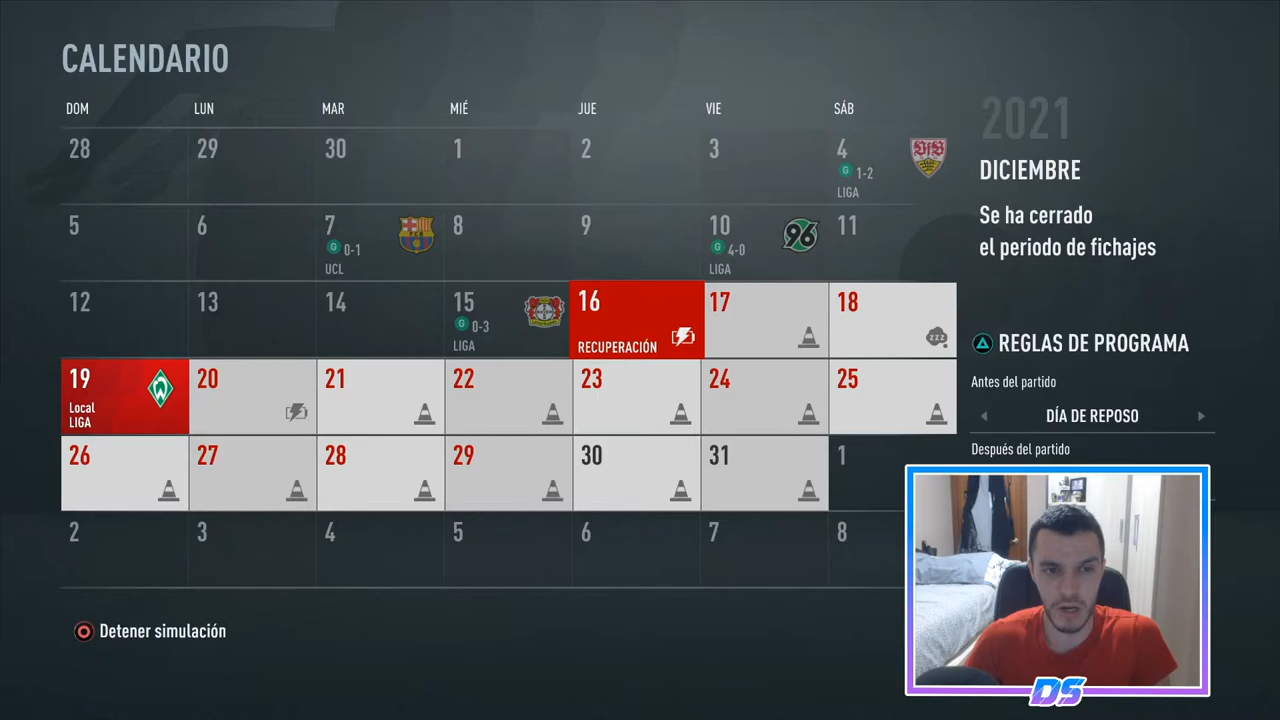 CALENDARIO
DOM LUN MAR MIÉ JUE VIE SÁB
28 29 30 1 2 3 4
G 1-2
LIGA
VfB
5 6 7 8 9 10 11
G 0-1 G 4-0
UCL LIGA
96
12 13 14 15 16 17 18
G 0-3
LIGA
RECUPERACIÓN
zzz
19 20 21 22 23 24 25
Local
LIGA
W
26 27 28 29 30 31 1
2 3 4 5 6 7 8
2021
DICIEMBRE
Se ha cerrado
el periodo de fichajes
REGLAS DE PROGRAMA
Antes del partido
DÍA DE REPOSO
Después del partido
Detener simulación
DS